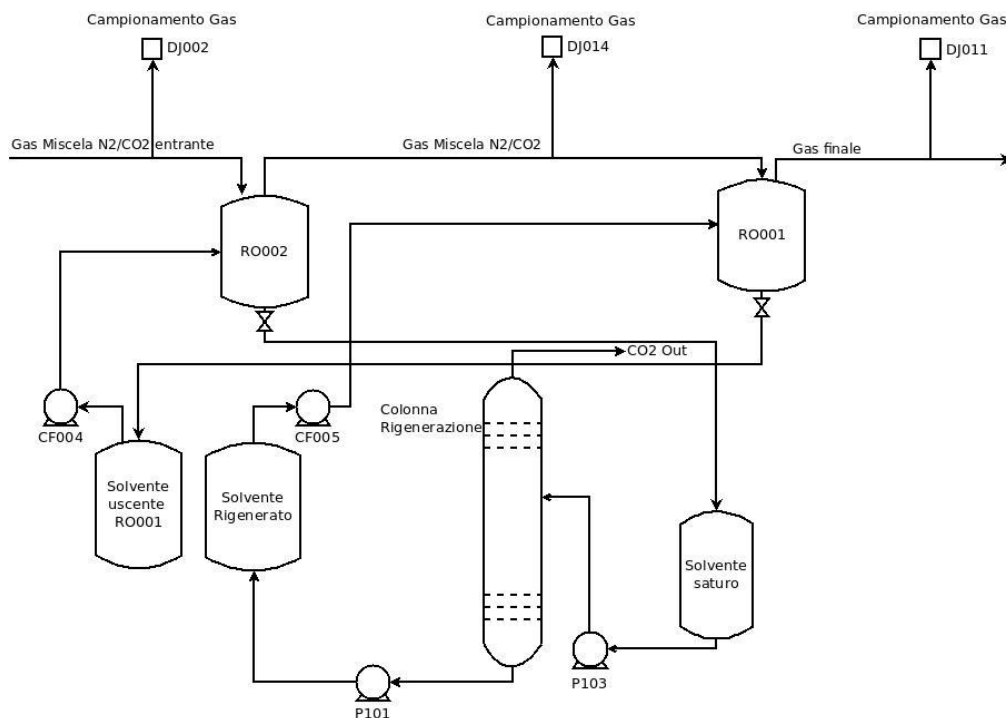 Campionamento Gas
DJ002
Campionamento Gas
DJ014
Campionamento Gas
DJ011
Gas Miscela N2/CO2 entrante
Gas Miscela N2/CO2
Gas finale
RO002
RO001
CO2 Out
CF004
CF005
Colonna
Rigenerazione
Solvente
uscente
RO001
Solvente
Rigenerato
Solvente
saturo
P101
P103